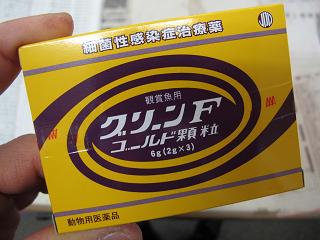 細菌性感染症治療薬
観賞魚用
グリーンF
ゴールド顆粒
6g(2g×3)
動物用医薬品